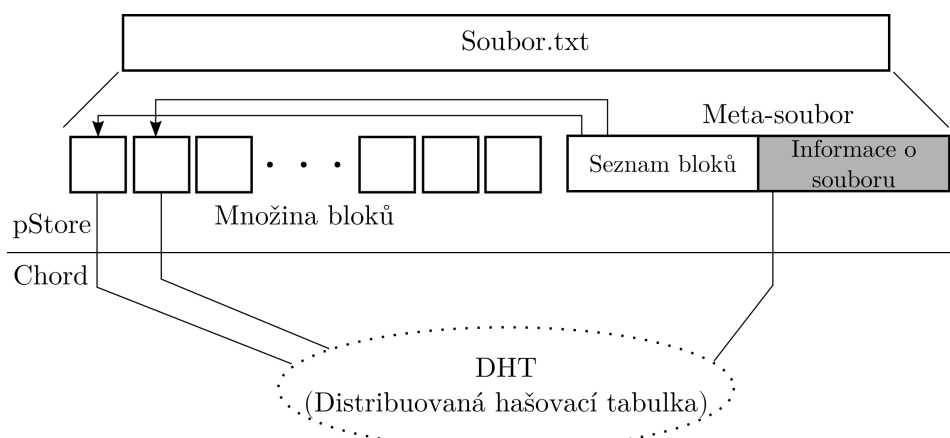 Soubor.txt
Meta-soubor
Seznam bloků
Informace o
souboru
Množina bloků
pStore
Chord
DHT
(Distribuovaná hašovací tabulka)